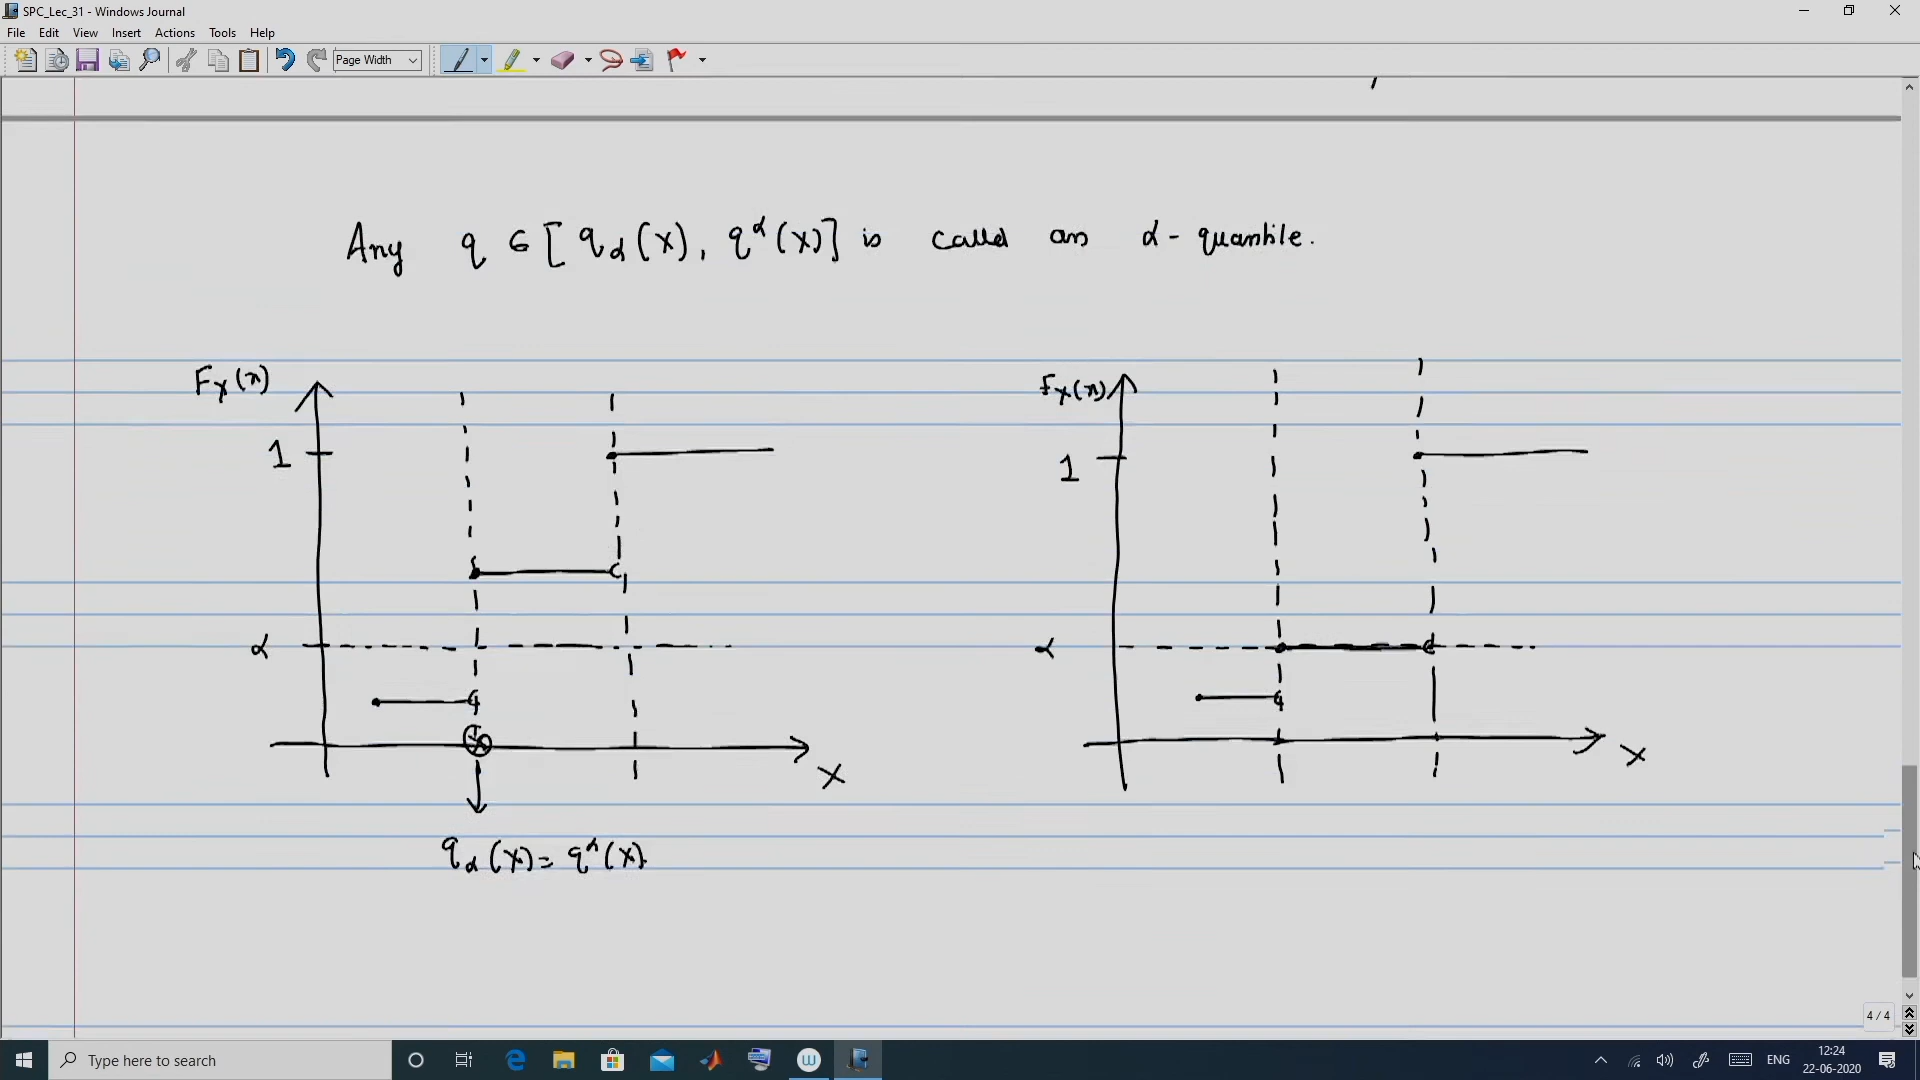 SPC_Lec_31 - Windows Journal
File Edit View Insert Actions Tools Help
Page Width
Any q ∈ [ q_α(X), q^α(X) ] is called an α - quantile.
F_X(x)
1
α
X
q_α(X) = q^α(X)
F_X(x)
1
α
X
4 / 4
Type here to search
ENG
12:24
22-06-2020